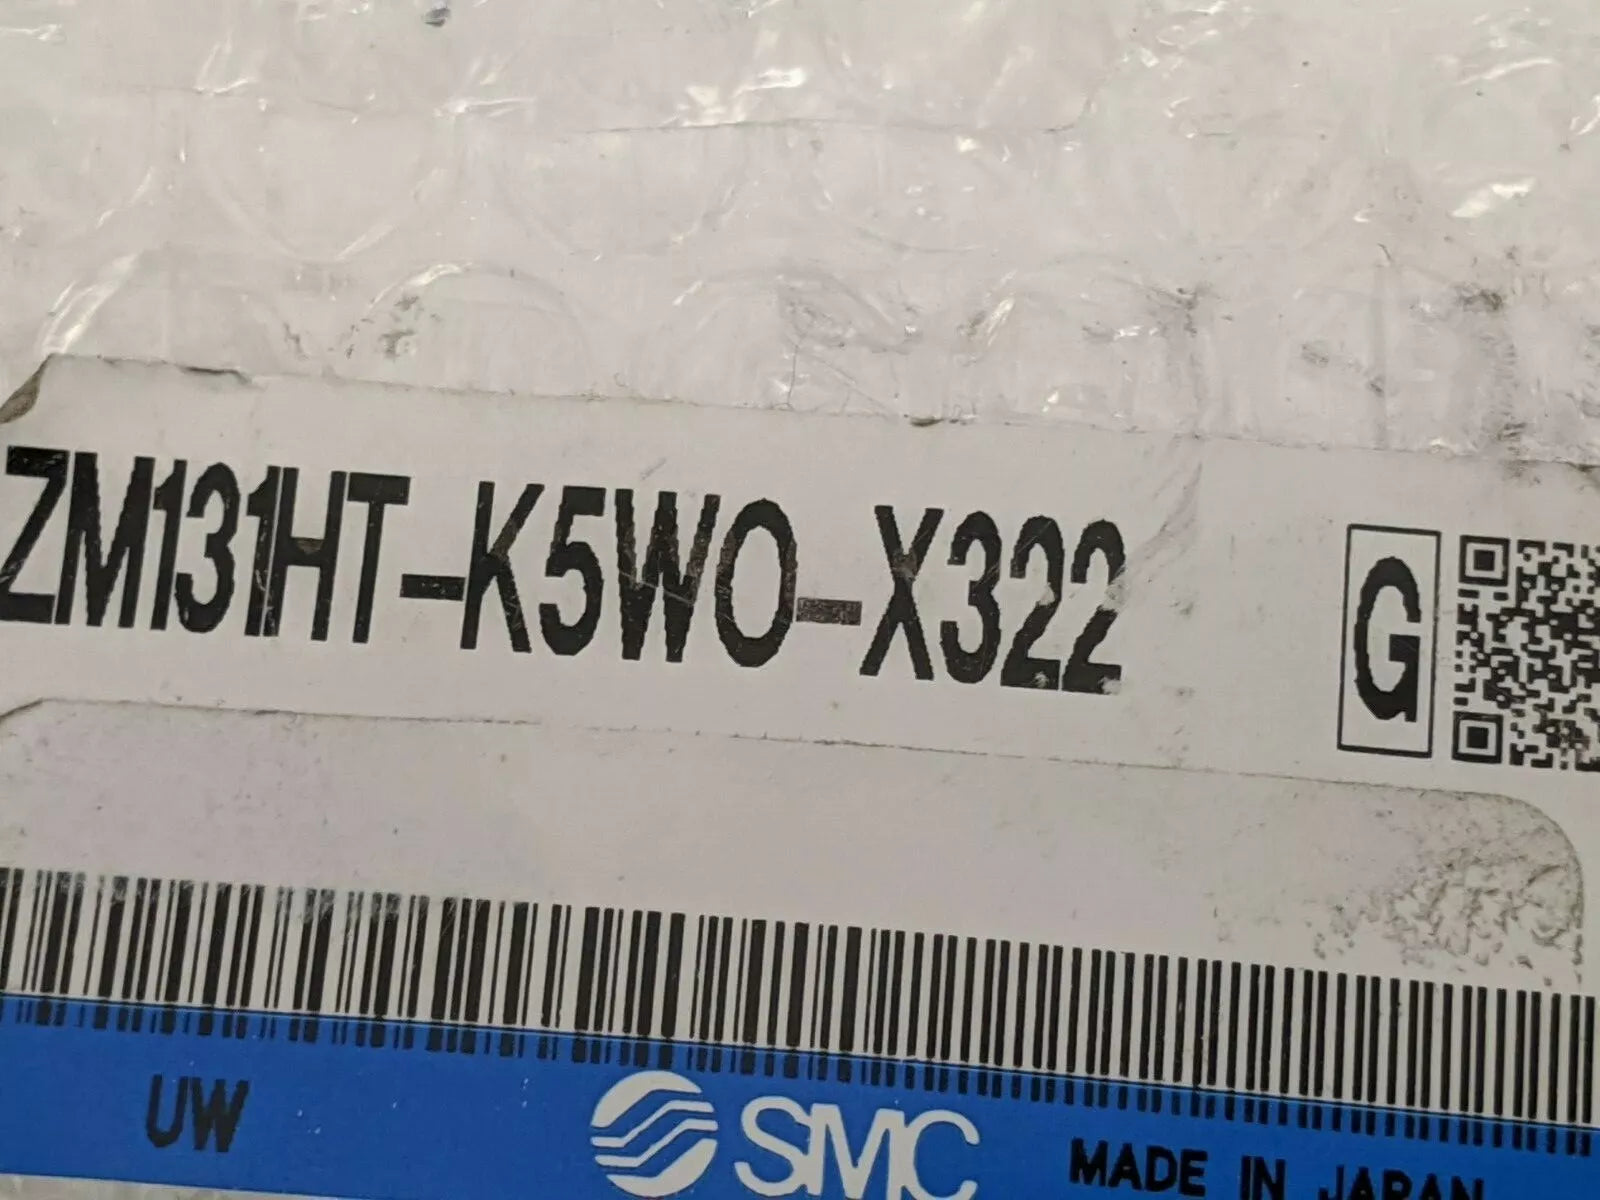 ZM131HT-K5WO-X322 G
UW SMC MADE IN JAPAN